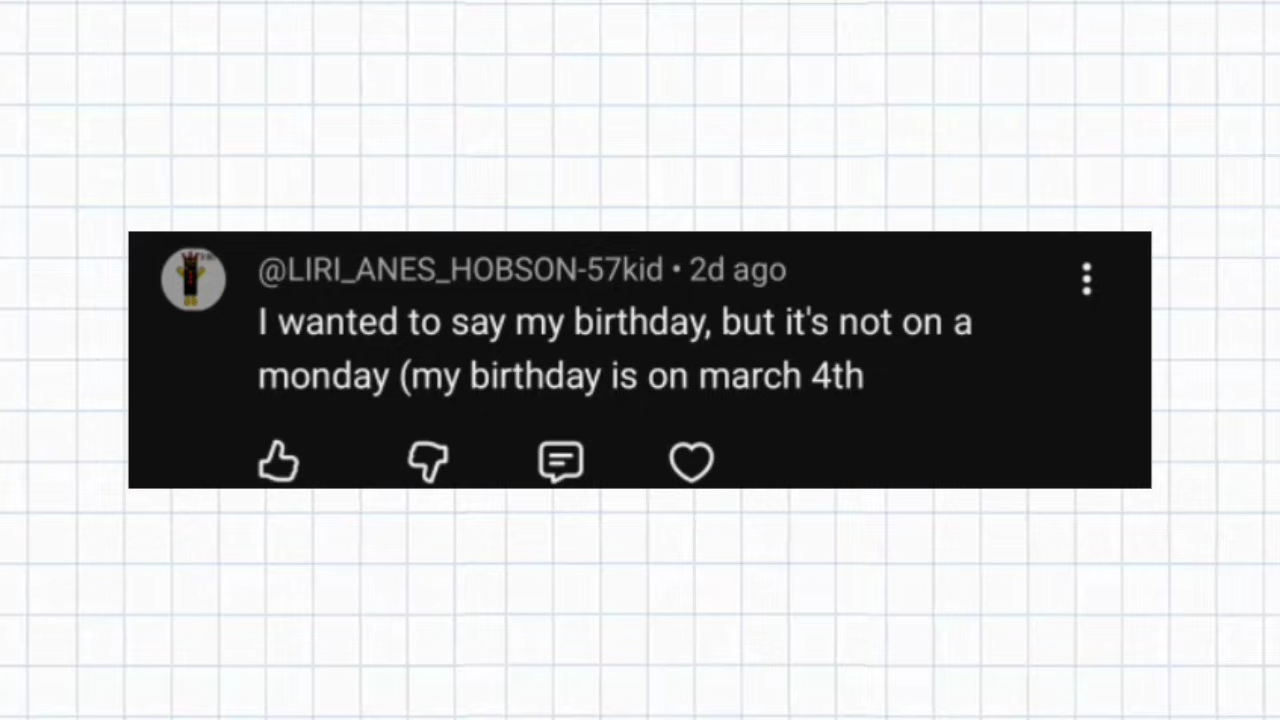 @LIRI_ANES_HOBSON-57kid • 2d ago
I wanted to say my birthday, but it's not on a
monday (my birthday is on march 4th